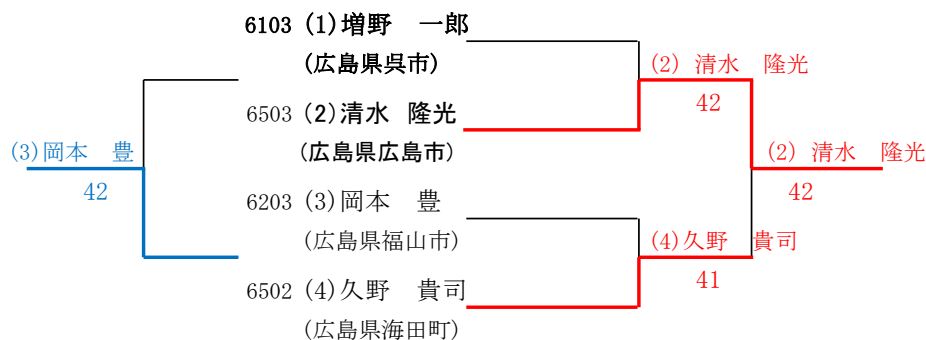 6103 (1)増野　一郎
(広島県呉市)
(2) 清水　隆光
42
6503 (2)清水 隆光
(広島県広島市)
(3)岡本　豊
42
(2) 清水　隆光
42
6203 (3)岡本　豊
(広島県福山市)
(4)久野　貴司
41
6502 (4)久野　貴司
(広島県海田町)